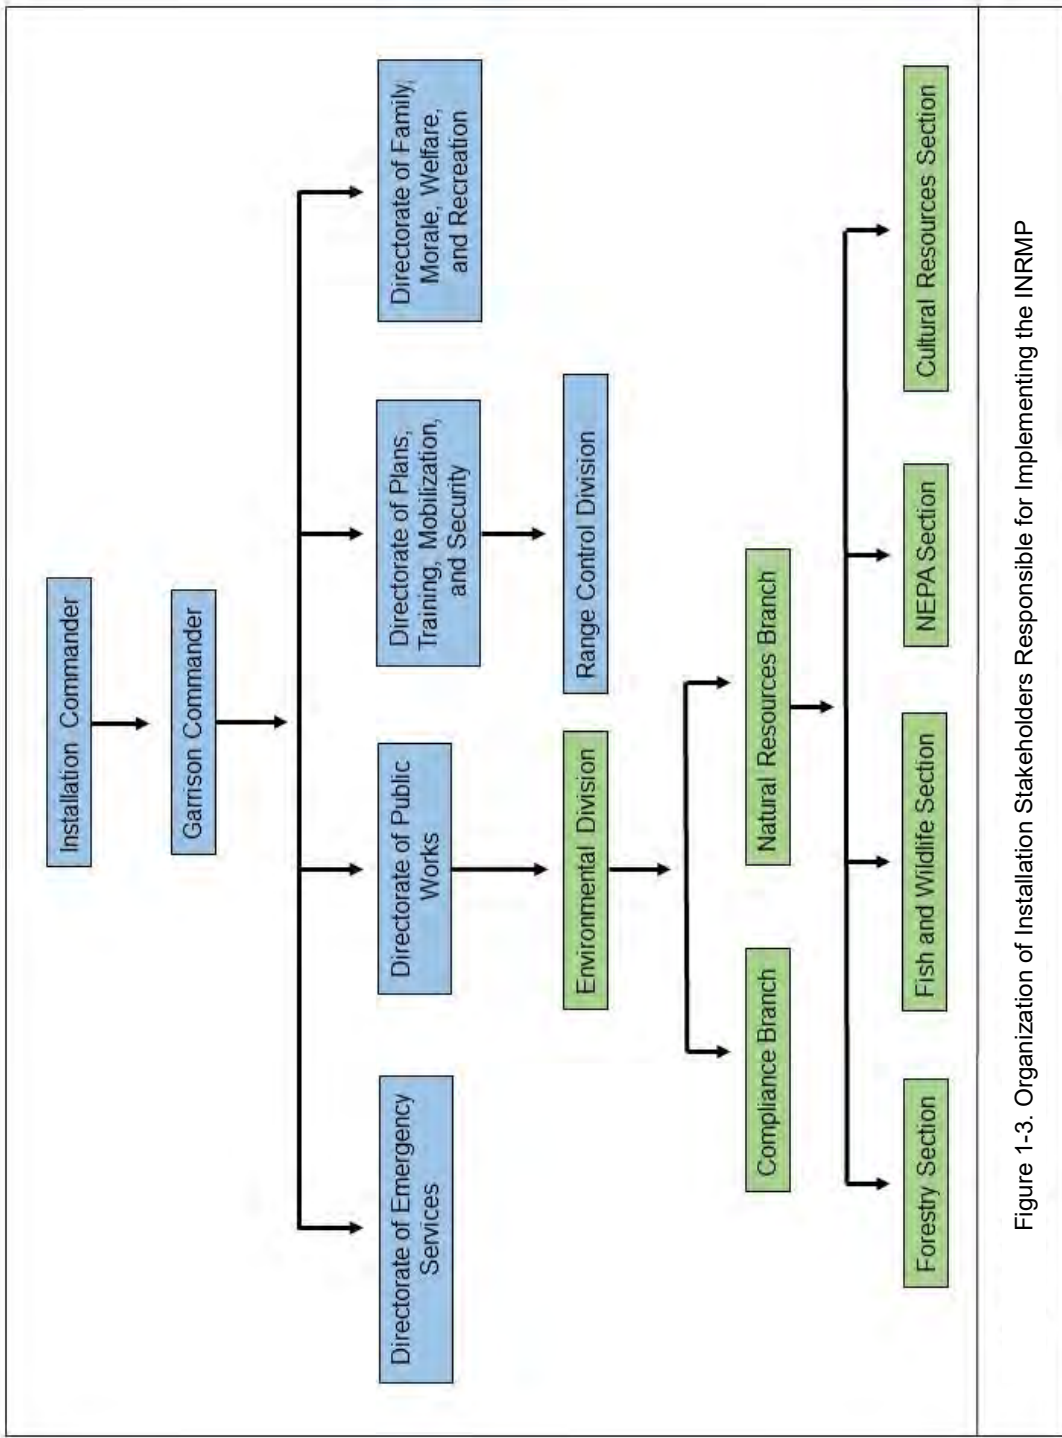 Installation Commander
Garrison Commander
Directorate of Emergency
Services
Directorate of Public
Works
Directorate of Plans,
Training, Mobilization,
and Security
Directorate of Family,
Morale, Welfare,
and Recreation
Environmental Division
Range Control Division
Compliance Branch
Natural Resources Branch
Forestry Section
Fish and Wildlife Section
NEPA Section
Cultural Resources Section
Figure 1-3. Organization of Installation Stakeholders Responsible for Implementing the INRMP